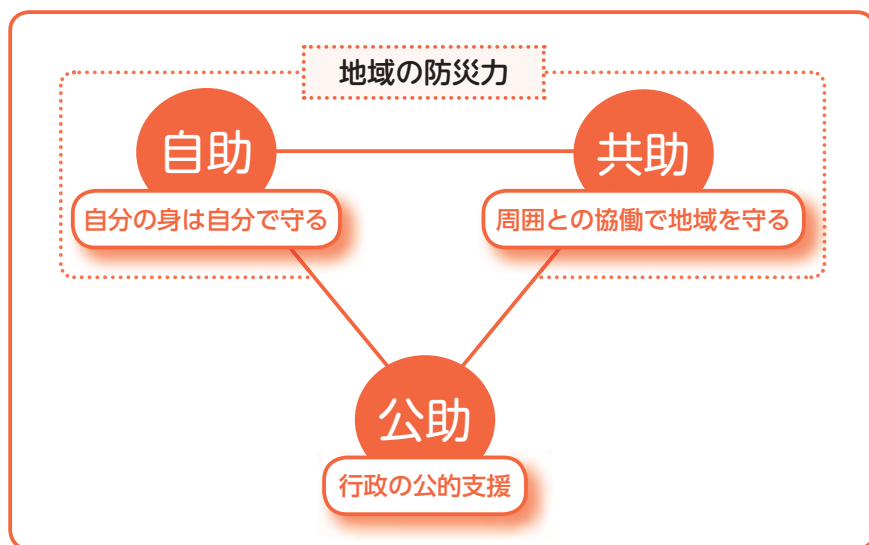 地域の防災力
自助
自分の身は自分で守る
共助
周囲との協働で地域を守る
公助
行政の公的支援